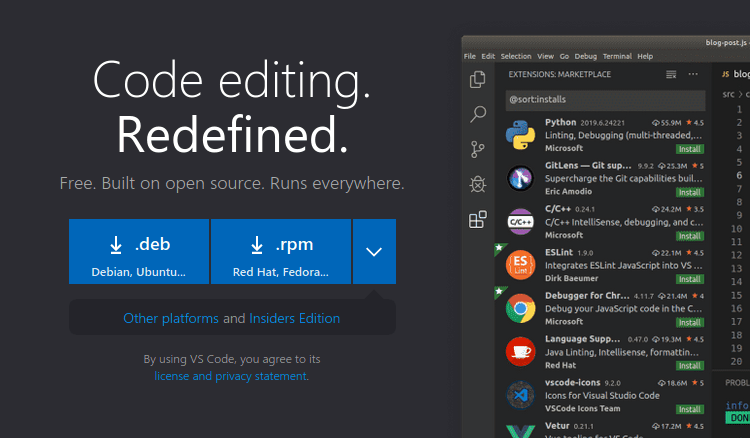 Code editing.
Redefined.
Free. Built on open source. Runs everywhere.
.deb
Debian, Ubuntu...
.rpm
Red Hat, Fedora...
Other platforms and Insiders Edition
By using VS Code, you agree to its
license and privacy statement.
blog-post.js -
File Edit Selection View Go Debug Terminal Help
EXTENSIONS: MARKETPLACE
@sort:installs
Python 2019.6.24221 55.9M 4.5
Linting, Debugging (multi-threaded,...
Microsoft Install
GitLens — Git sup... 9.9.2 25.3M 5
Supercharge the Git capabilities buil...
Eric Amodio Install
C/C++
C/C++ 0.24.1 24.2M 3.5
C/C++ IntelliSense, debugging, and c...
Microsoft Install
ES
Lint
ESLint 1.9.0 22.1M 4.5
Integrates ESLint JavaScript into VS ...
Dirk Baeumer Install
Debugger for Chr... 4.11.7 21.4M 4
Debug your JavaScript code in the C...
Microsoft Install
Language Supp... 0.47.0 19.3M 4.5
Java Linting, Intellisense, formattin...
Red Hat Install
vscode-icons 9.2.0 18.6M 5
Icons for Visual Studio Code
VSCode Icons Team Install
Vetur 0.21.1 17.2M 4.5
Vue tooling for VS Code
JS blog
src > c
1
2
3
4
5
6
7
8
9
10
11
12
13
14
15
16
17
18
19
20
PROBL
info
DONE